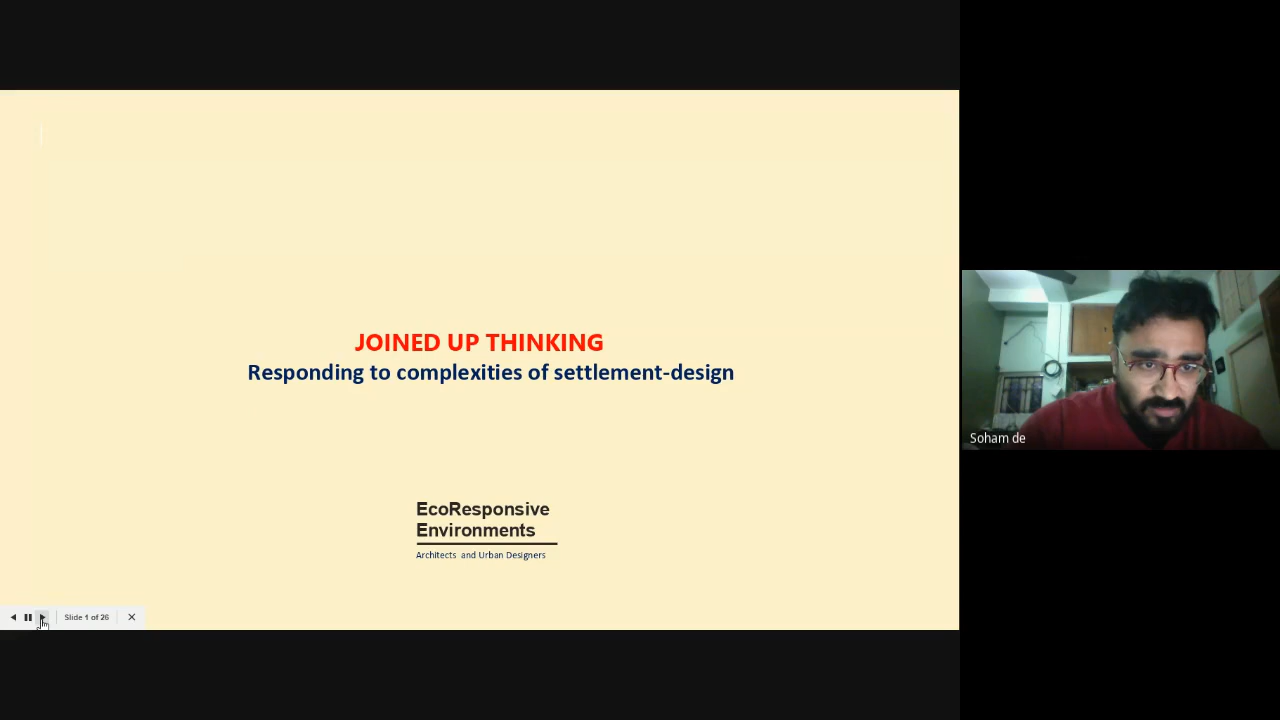 JOINED UP THINKING
Responding to complexities of settlement-design
EcoResponsive
Environments
Architects and Urban Designers
Slide 1 of 26
Soham de